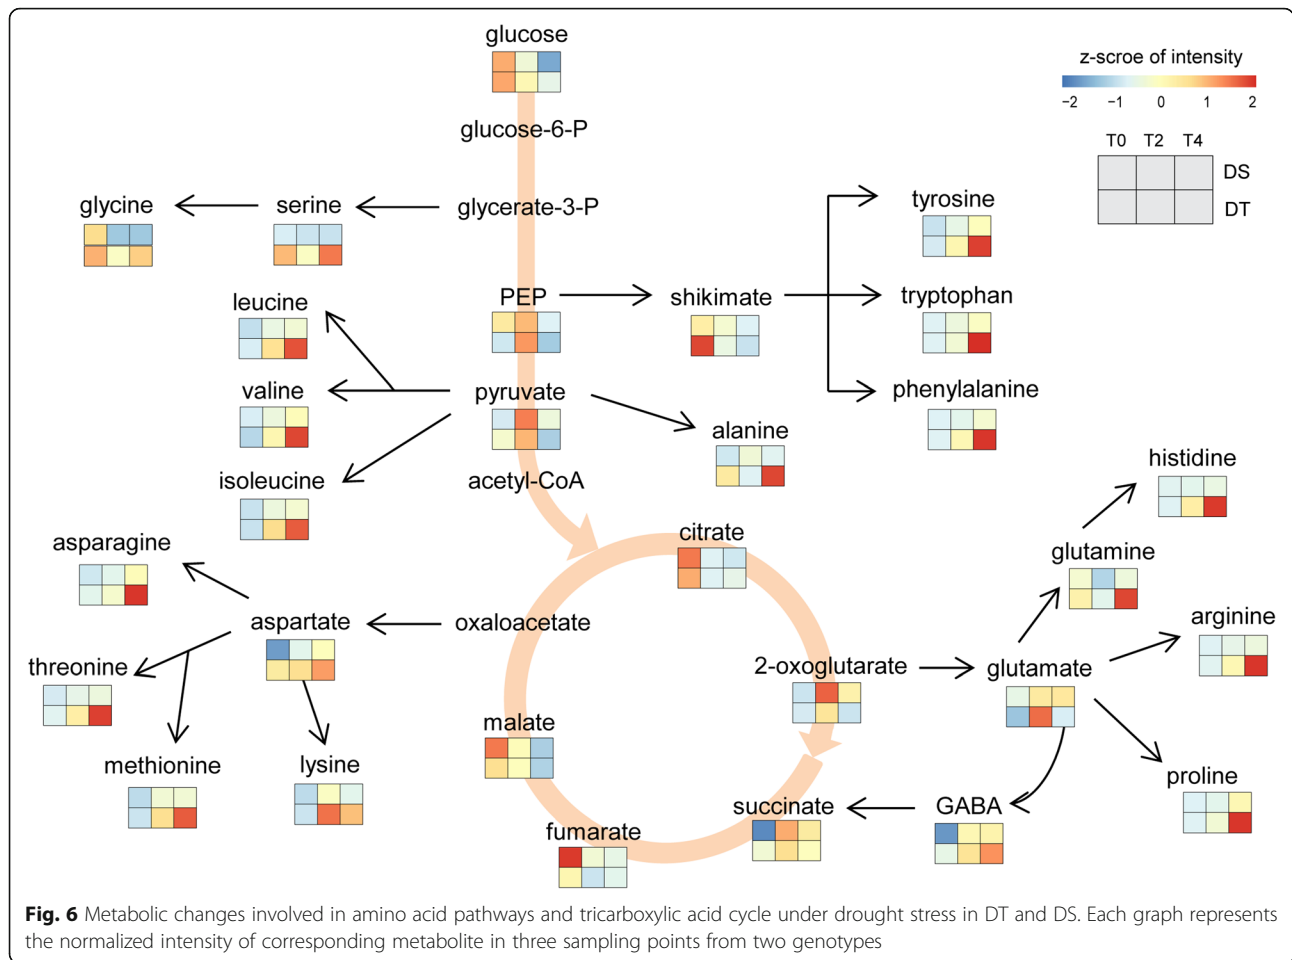 glucose
z-scroe of intensity
−2 −1 0 1 2
glucose-6-P
T0 T2 T4
DS
DT
glycine
serine
glycerate-3-P
tyrosine
leucine
PEP
shikimate
tryptophan
valine
pyruvate
phenylalanine
alanine
isoleucine
acetyl-CoA
histidine
asparagine
citrate
glutamine
aspartate
oxaloacetate
arginine
threonine
2-oxoglutarate
glutamate
malate
methionine
lysine
proline
succinate
GABA
fumarate
Fig. 6 Metabolic changes involved in amino acid pathways and tricarboxylic acid cycle under drought stress in DT and DS. Each graph represents
the normalized intensity of corresponding metabolite in three sampling points from two genotypes